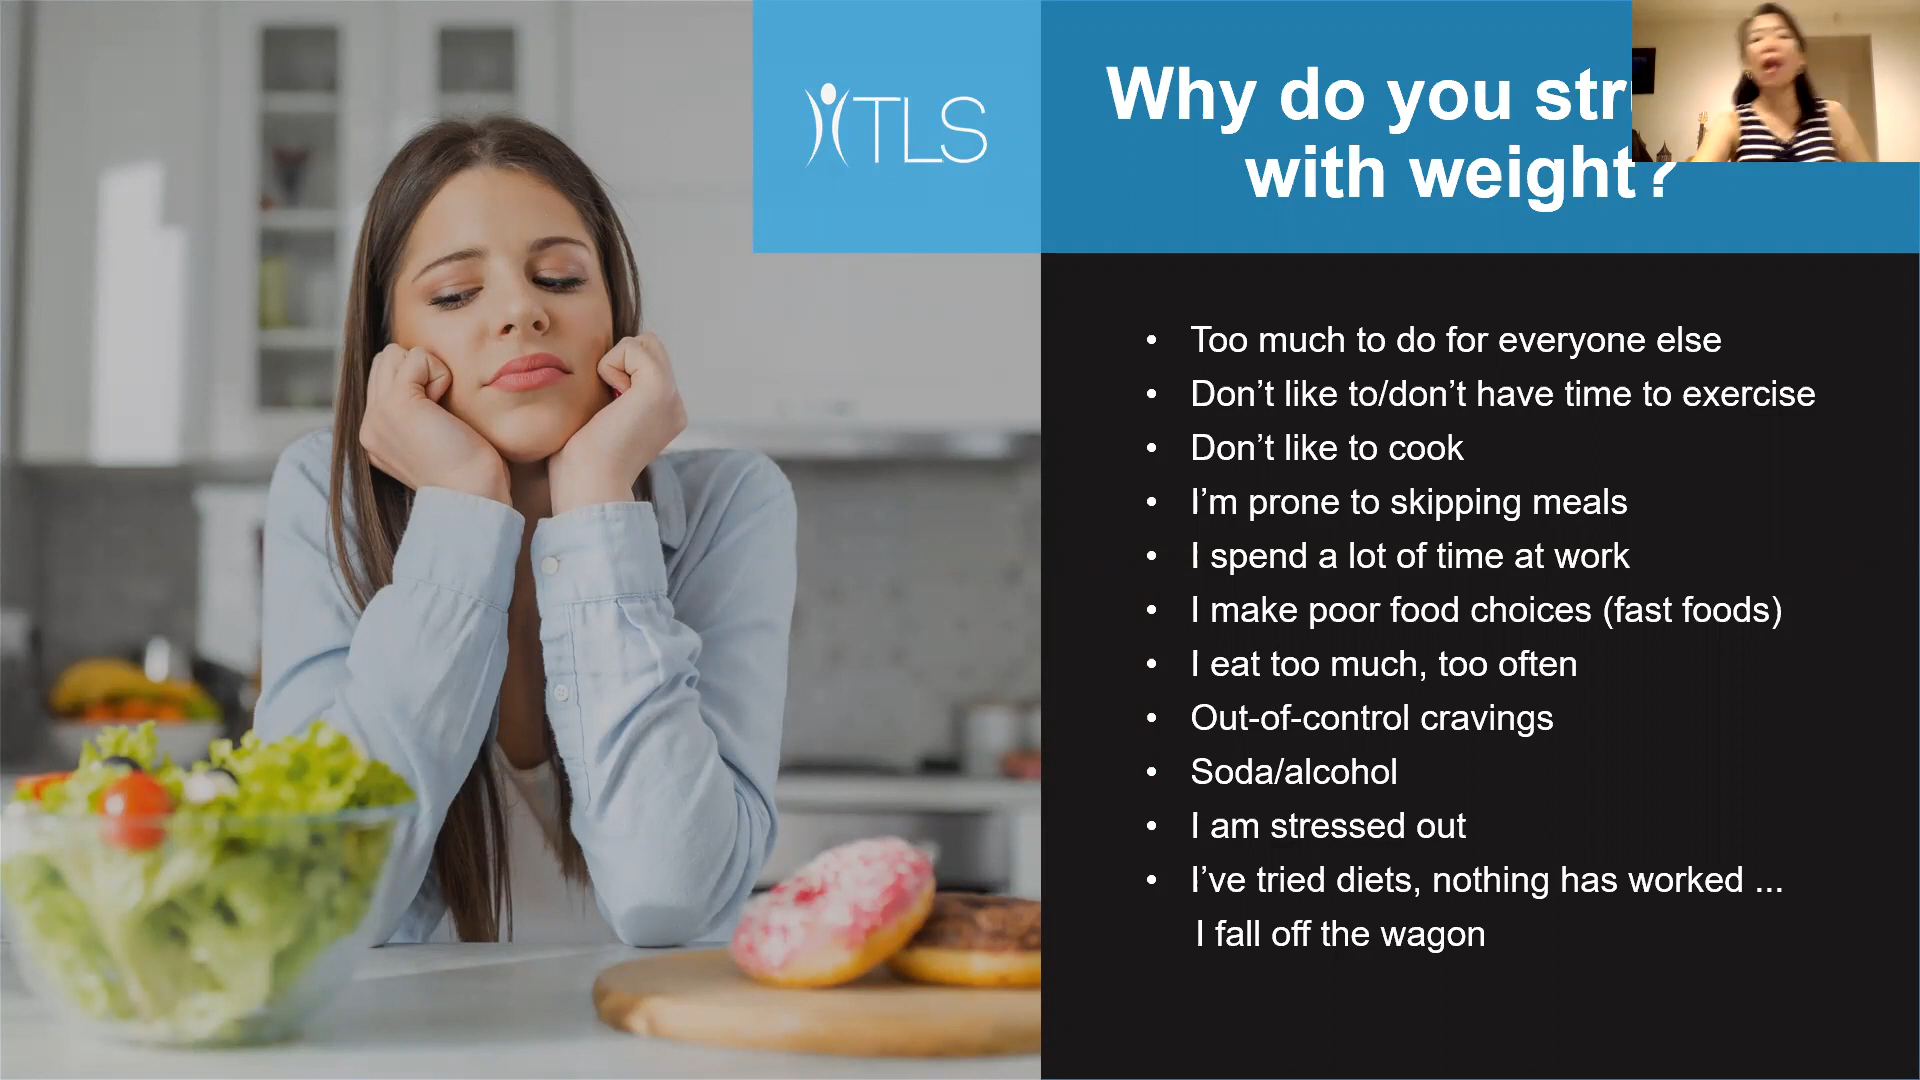 TLS
Why do you str
with weight?
• Too much to do for everyone else
• Don’t like to/don’t have time to exercise
• Don’t like to cook
• I’m prone to skipping meals
• I spend a lot of time at work
• I make poor food choices (fast foods)
• I eat too much, too often
• Out-of-control cravings
• Soda/alcohol
• I am stressed out
• I’ve tried diets, nothing has worked ...
I fall off the wagon